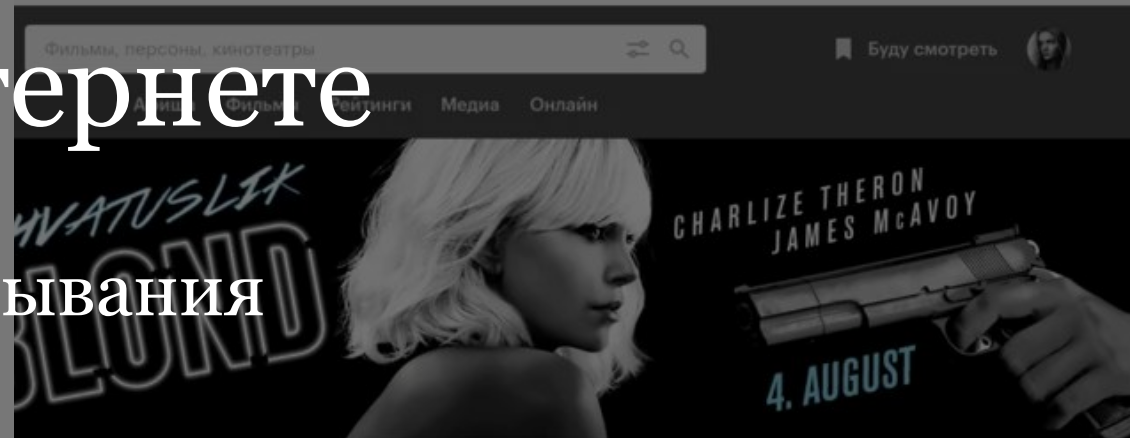 Фильмы, персоны, кинотеатры
Буду смотреть
тернете
Афиша Фильмы Рейтинги Медиа Онлайн
HVATUSLIK
BLOND
CHARLIZE THERON
JAMES McAVOY
ывания
4. AUGUST